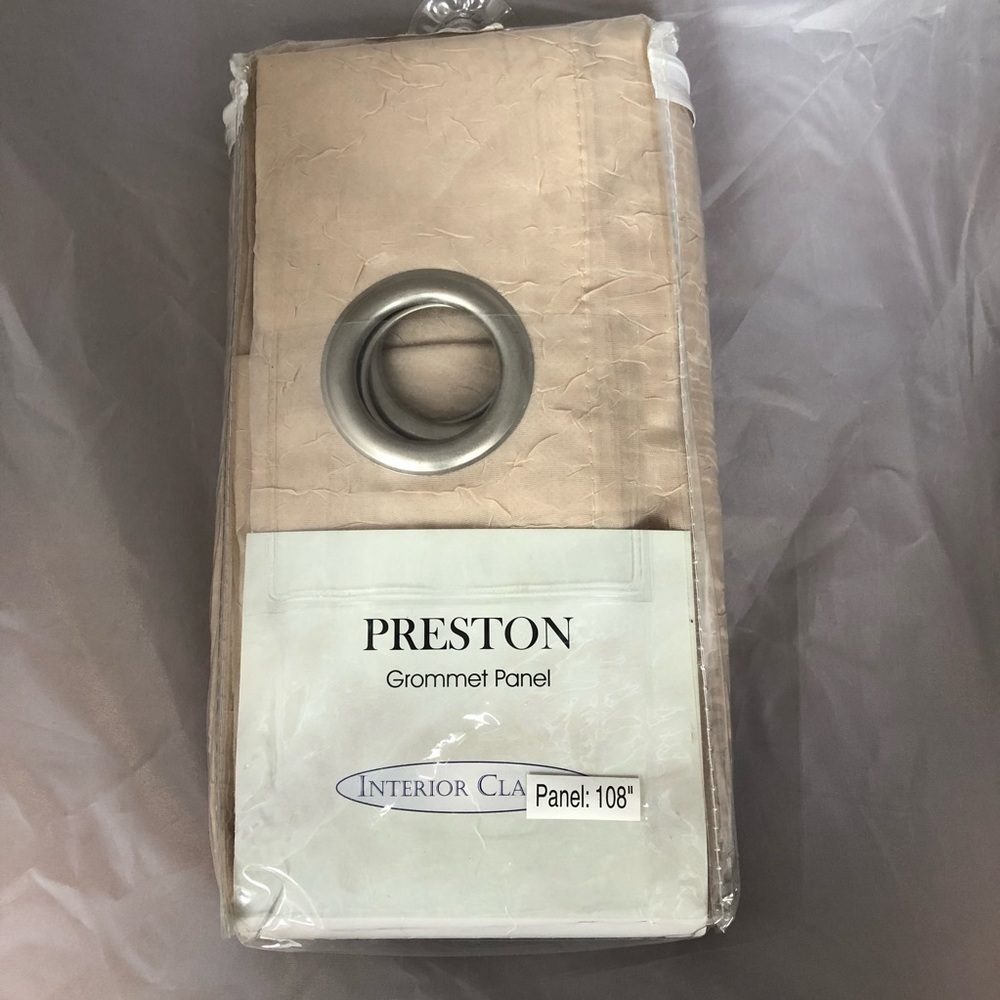 PRESTON
Grommet Panel
INTERIOR CLA
Panel: 108"